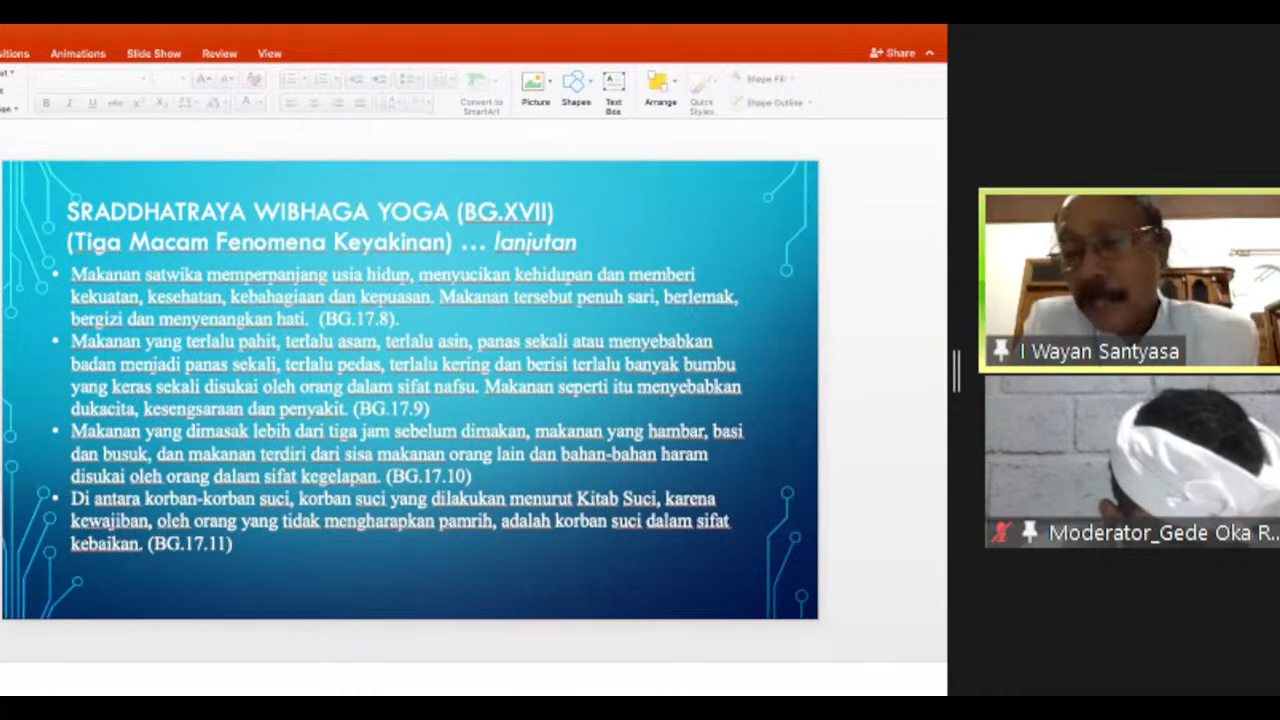 Animations Slide Show Review View
Share
Convert to
SmartArt
Picture
Shapes
Text
Box
Arrange
Quick
Styles
Shape Fill
Shape Outline
SRADDHATRAYA WIBHAGA YOGA (BG.XVII)
(Tiga Macam Fenomena Keyakinan) ... lanjutan
• Makanan satwika memperpanjang usia hidup, menyucikan kehidupan dan memberi
kekuatan, kesehatan, kebahagiaan dan kepuasan. Makanan tersebut penuh sari, berlemak,
bergizi dan menyenangkan hati. (BG.17.8).
• Makanan yang terlalu pahit, terlalu asam, terlalu asin, panas sekali atau menyebabkan
badan menjadi panas sekali, terlalu pedas, terlalu kering dan berisi terlalu banyak bumbu
yang keras sekali disukai oleh orang dalam sifat nafsu. Makanan seperti itu menyebabkan
dukacita, kesengsaraan dan penyakit. (BG.17.9)
• Makanan yang dimasak lebih dari tiga jam sebelum dimakan, makanan yang hambar, basi
dan busuk, dan makanan terdiri dari sisa makanan orang lain dan bahan-bahan haram
disukai oleh orang dalam sifat kegelapan. (BG.17.10)
• Di antara korban-korban suci, korban suci yang dilakukan menurut Kitab Suci, karena
kewajiban, oleh orang yang tidak mengharapkan pamrih, adalah korban suci dalam sifat
kebaikan. (BG.17.11)
I Wayan Santyasa
Moderator_Gede Oka R...